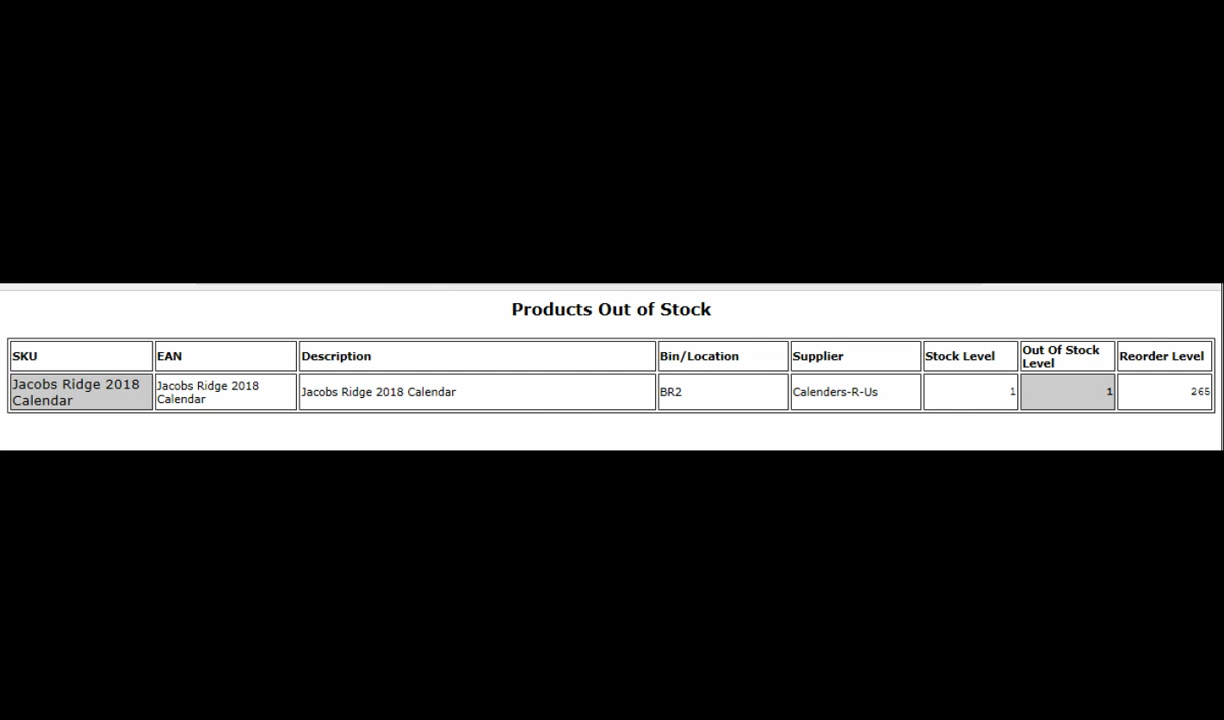 Products Out of Stock
SKU EAN Description Bin/Location Supplier Stock Level Out Of Stock Level Reorder Level
Jacobs Ridge 2018 Calendar Jacobs Ridge 2018 Calendar Jacobs Ridge 2018 Calendar BR2 Calenders-R-Us 1 1 265